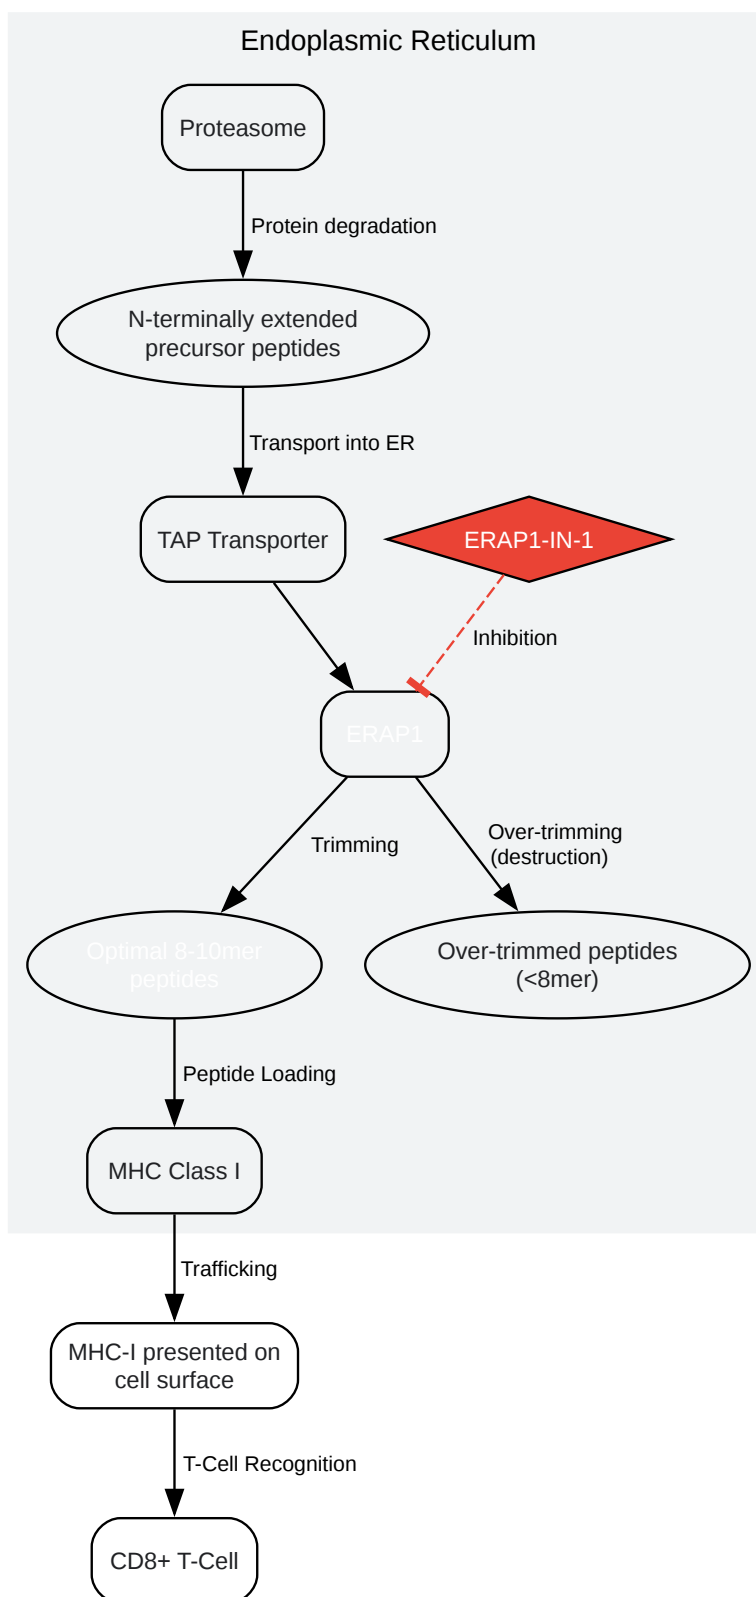 Endoplasmic Reticulum
Proteasome
Protein degradation
N-terminally extended
precursor peptides
Transport into ER
TAP Transporter
ERAP1-IN-1
Inhibition
ERAP1
Trimming
Over-trimming
(destruction)
Optimal 8-10mer
peptides
Over-trimmed peptides
(<8mer)
Peptide Loading
MHC Class I
Trafficking
MHC-I presented on
cell surface
T-Cell Recognition
CD8+ T-Cell